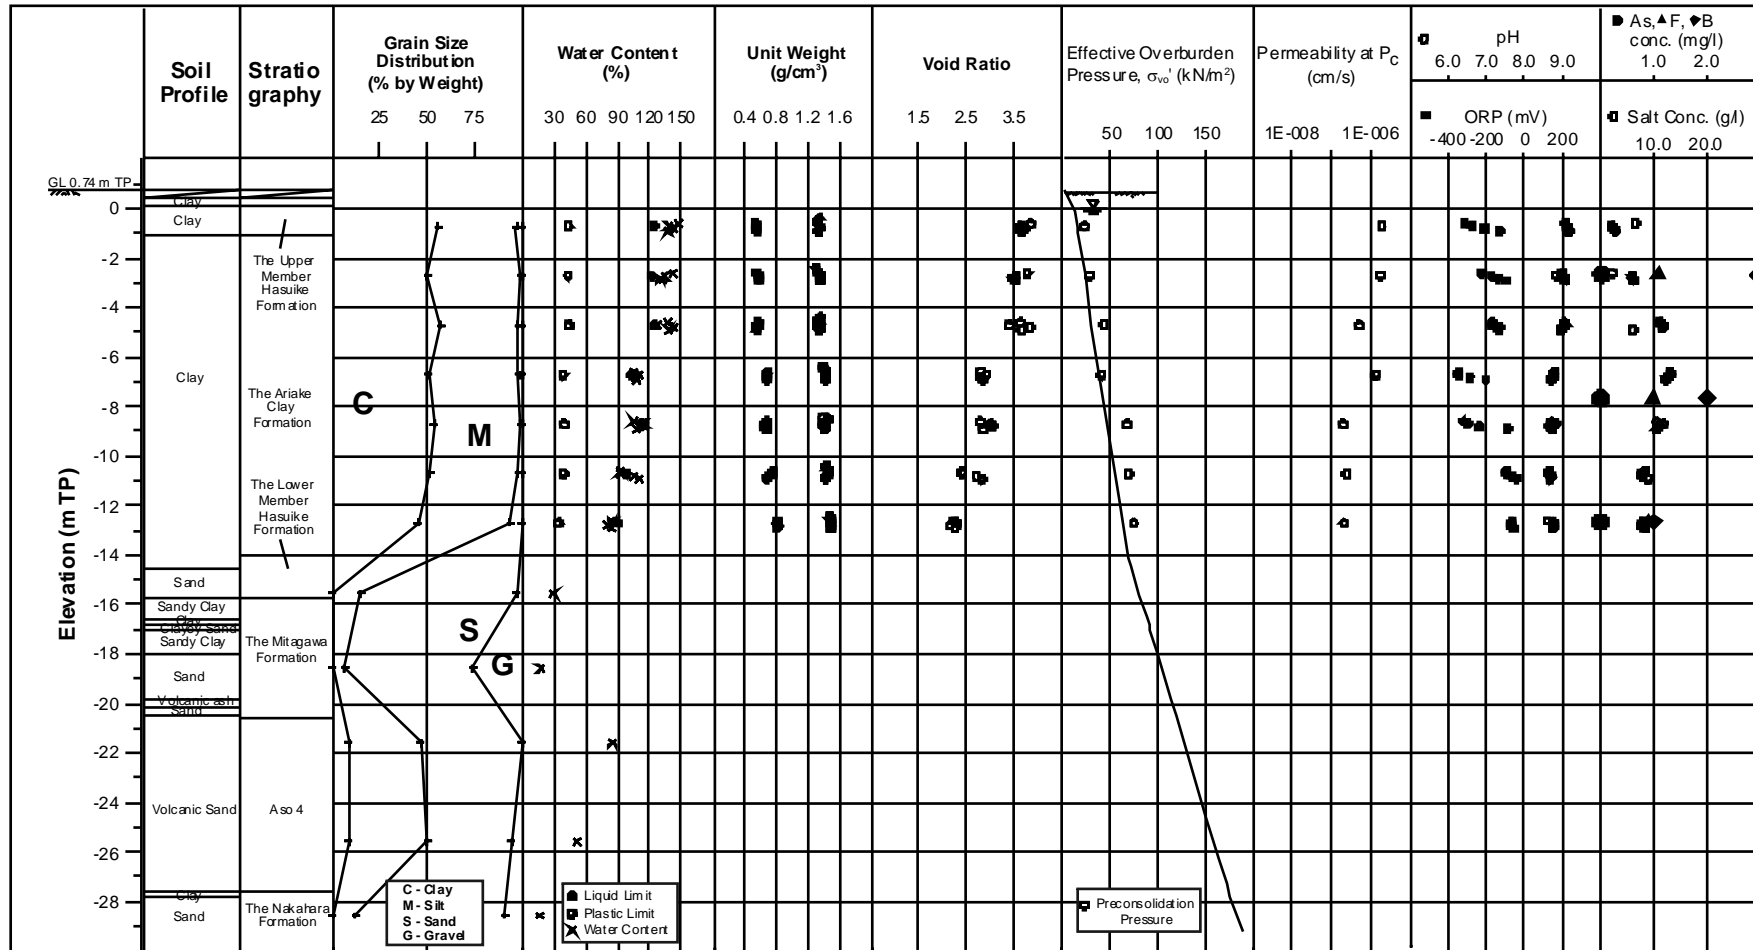 Soil
Profile
Stratio
graphy
Grain Size
Distribution
(% by Weight)
25 50 75
Water Content
(%)
30 60 90 120 150
Unit Weight
(g/cm³)
0.4 0.8 1.2 1.6
Void Ratio
1.5 2.5 3.5
Effective Overburden
Pressure, σvo' (kN/m²)
50 100 150
Permeability at PC
(cm/s)
1E-008 1E-006
pH
6.0 7.0 8.0 9.0
ORP (mV)
-400 -200 0 200
As, F, B
conc. (mg/l)
1.0 2.0
Salt Conc. (g/l)
10.0 20.0
GL 0.74 m TP
Elevation (m TP)
0
-2
-4
-6
-8
-10
-12
-14
-16
-18
-20
-22
-24
-26
-28
Clay
Clay
Clay
Sand
Sandy Clay
Clay
Clayey Sand
Sandy Clay
Sand
Volcanic ash
Sand
Volcanic Sand
Clay
Sand
The Upper
Member
Hasuike
Formation
The Ariake
Clay
Formation
The Lower
Member
Hasuike
Formation
The Mitagawa
Formation
Aso 4
The Nakahara
Formation
C
M
S
G
C - Clay
M - Silt
S - Sand
G - Gravel
Liquid Limit
Plastic Limit
Water Content
Preconsolidation
Pressure